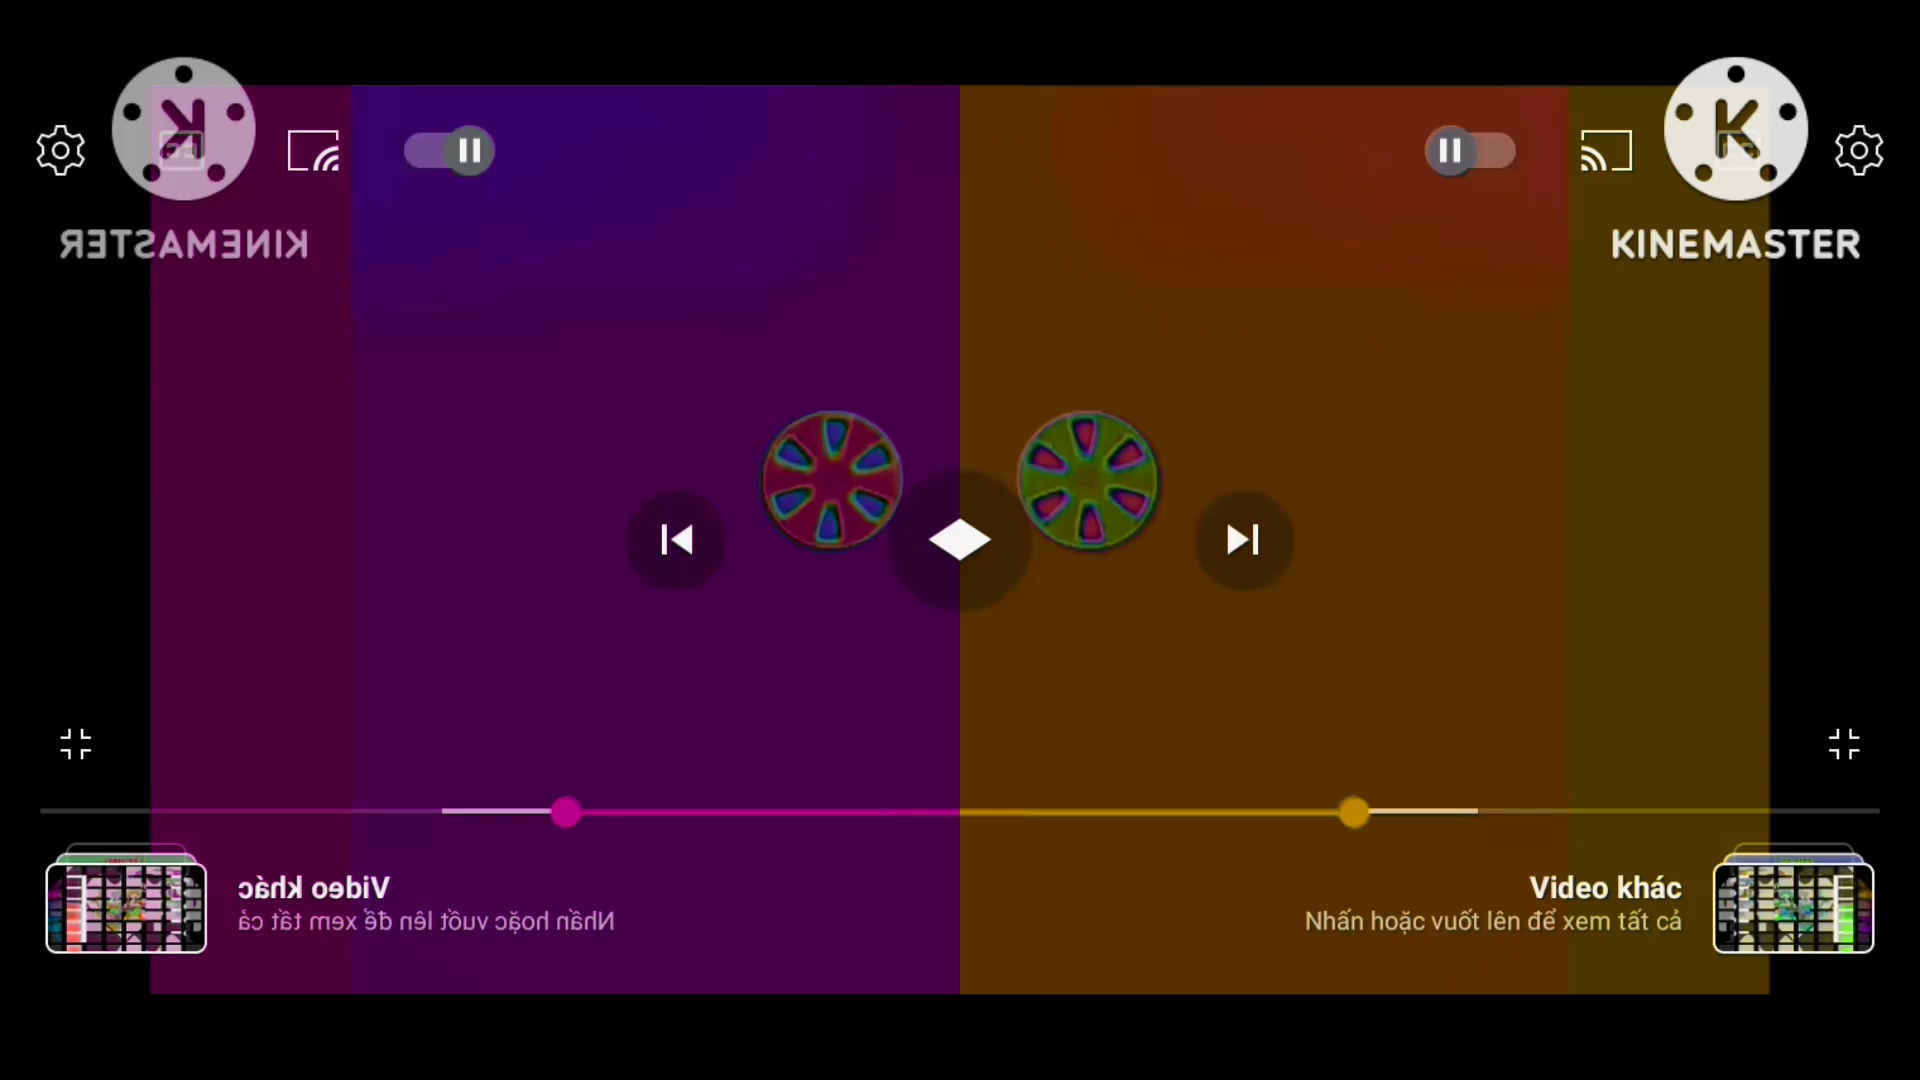 KINEMASTER
KINEMASTER
Video khác
Nhấn hoặc vuốt lên để xem tất cả
Video khác
Nhấn hoặc vuốt lên để xem tất cả